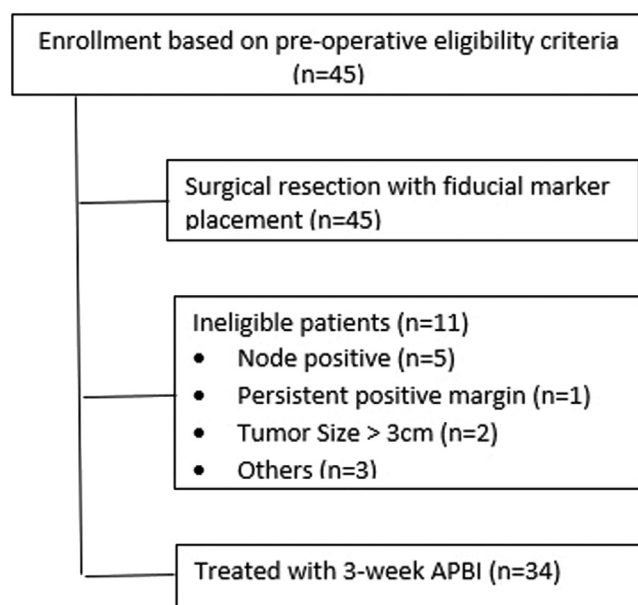 Enrollment based on pre-operative eligibility criteria
(n=45)
Surgical resection with fiducial marker
placement (n=45)
Ineligible patients (n=11)
• Node positive (n=5)
• Persistent positive margin (n=1)
• Tumor Size > 3cm (n=2)
• Others (n=3)
Treated with 3-week APBI (n=34)